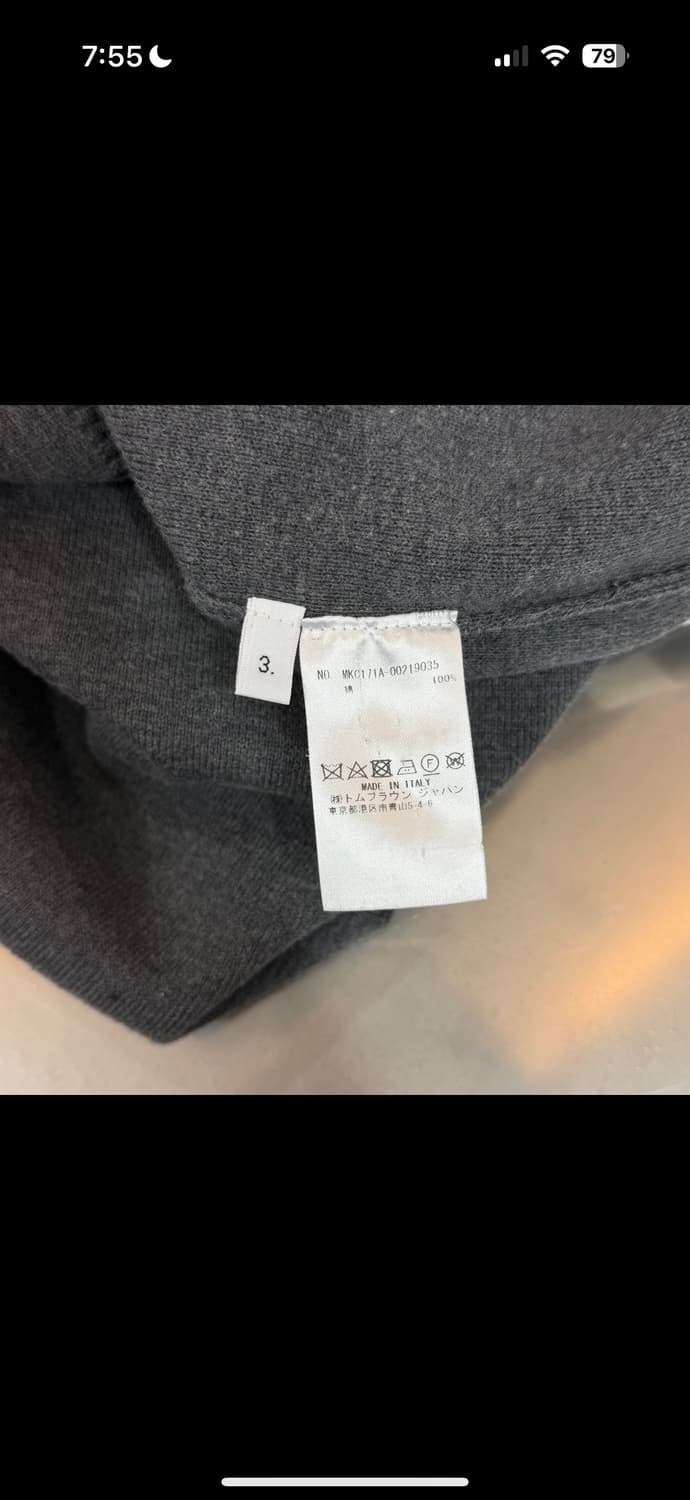 7:55
79
3.
NO. MKC171A-00219035
綿 100%
MADE IN ITALY
(株)トムブラウン ジャパン
東京都港区南青山5-4-6